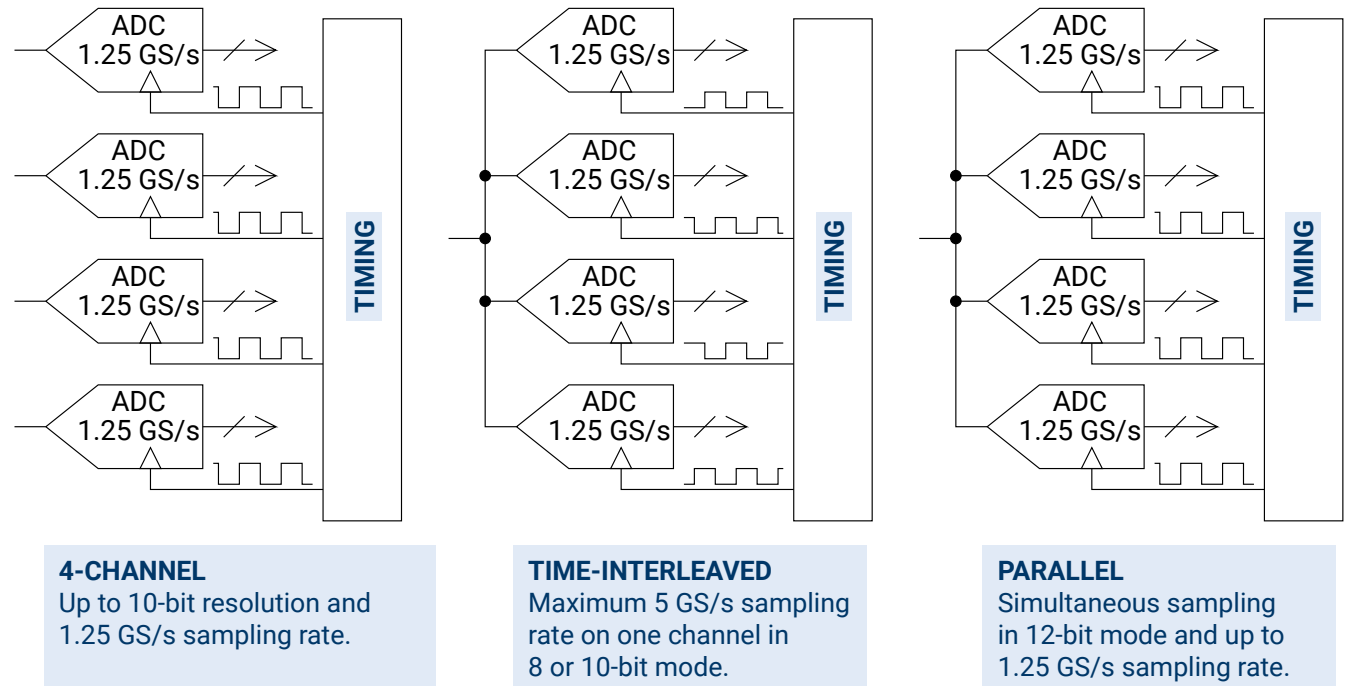 ADC
1.25 GS/s
ADC
1.25 GS/s
ADC
1.25 GS/s
ADC
1.25 GS/s
TIMING
4-CHANNEL
Up to 10-bit resolution and
1.25 GS/s sampling rate.
ADC
1.25 GS/s
ADC
1.25 GS/s
ADC
1.25 GS/s
ADC
1.25 GS/s
TIMING
TIME-INTERLEAVED
Maximum 5 GS/s sampling
rate on one channel in
8 or 10-bit mode.
ADC
1.25 GS/s
ADC
1.25 GS/s
ADC
1.25 GS/s
ADC
1.25 GS/s
TIMING
PARALLEL
Simultaneous sampling
in 12-bit mode and up to
1.25 GS/s sampling rate.